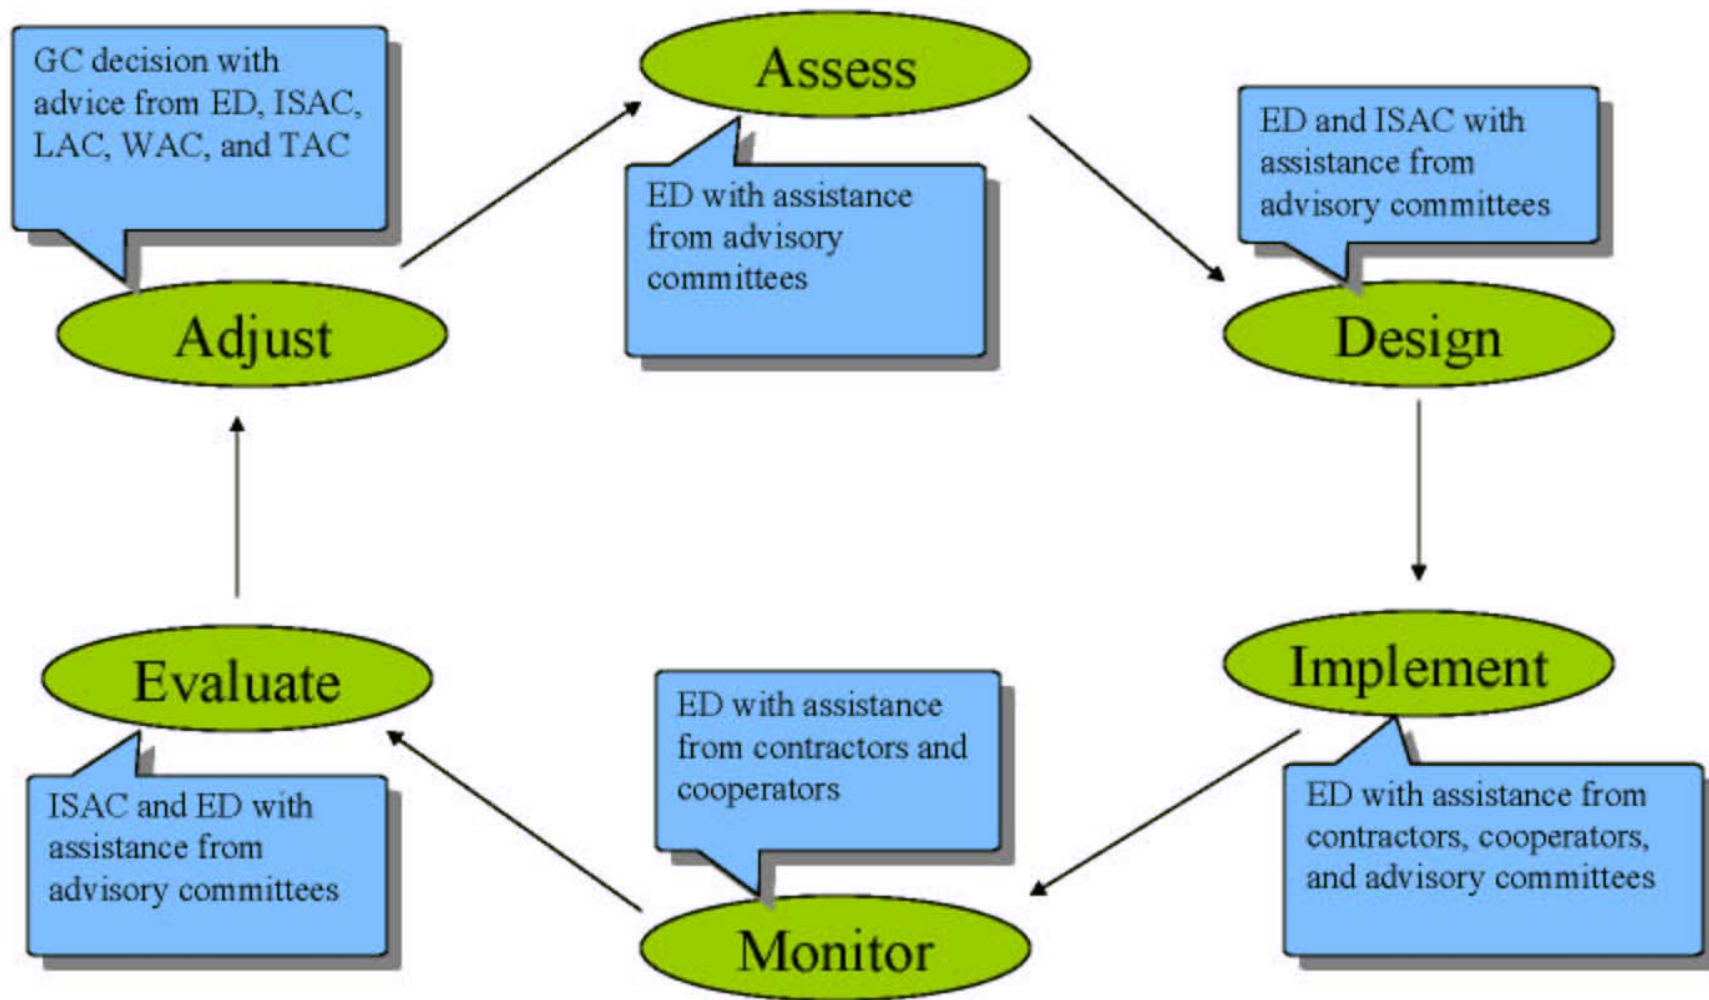 Assess
GC decision with
advice from ED, ISAC,
LAC, WAC, and TAC
ED and ISAC with
assistance from
advisory committees
ED with assistance
from advisory
committees
Adjust
Design
Evaluate
Implement
ED with assistance
from contractors and
cooperators
ISAC and ED with
assistance from
advisory committees
ED with assistance from
contractors, cooperators,
and advisory committees
Monitor